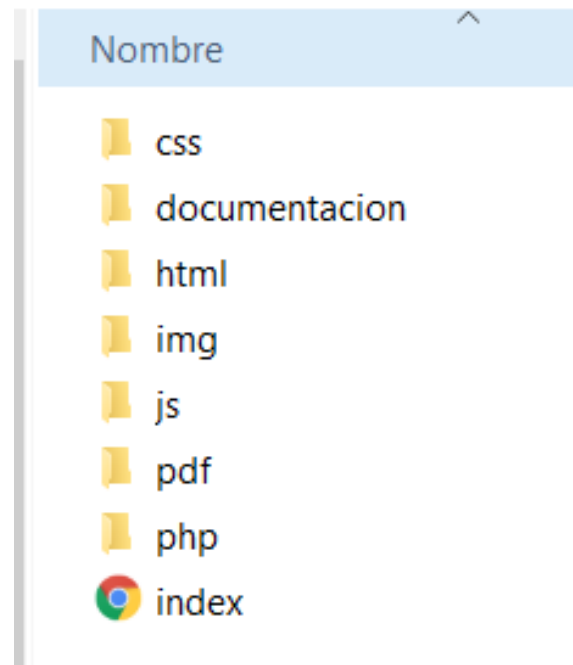 Nombre
css
documentacion
html
img
js
pdf
php
index